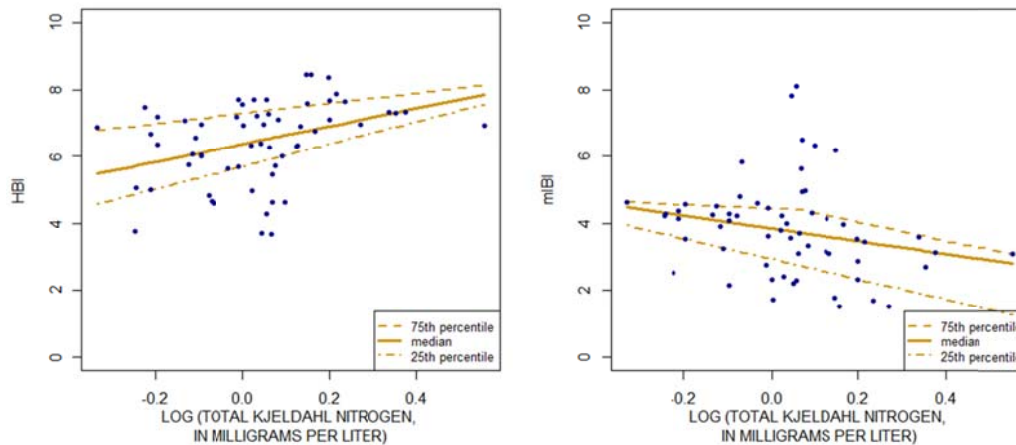 HBI
10
8
6
4
2
0
75th percentile
median
25th percentile
-0.2 0.0 0.2 0.4
LOG (TOTAL KJELDAHL NITROGEN,
IN MILLIGRAMS PER LITER)
mIBI
10
8
6
4
2
0
75th percentile
median
25th percentile
-0.2 0.0 0.2 0.4
LOG (TOTAL KJELDAHL NITROGEN,
IN MILLIGRAMS PER LITER)